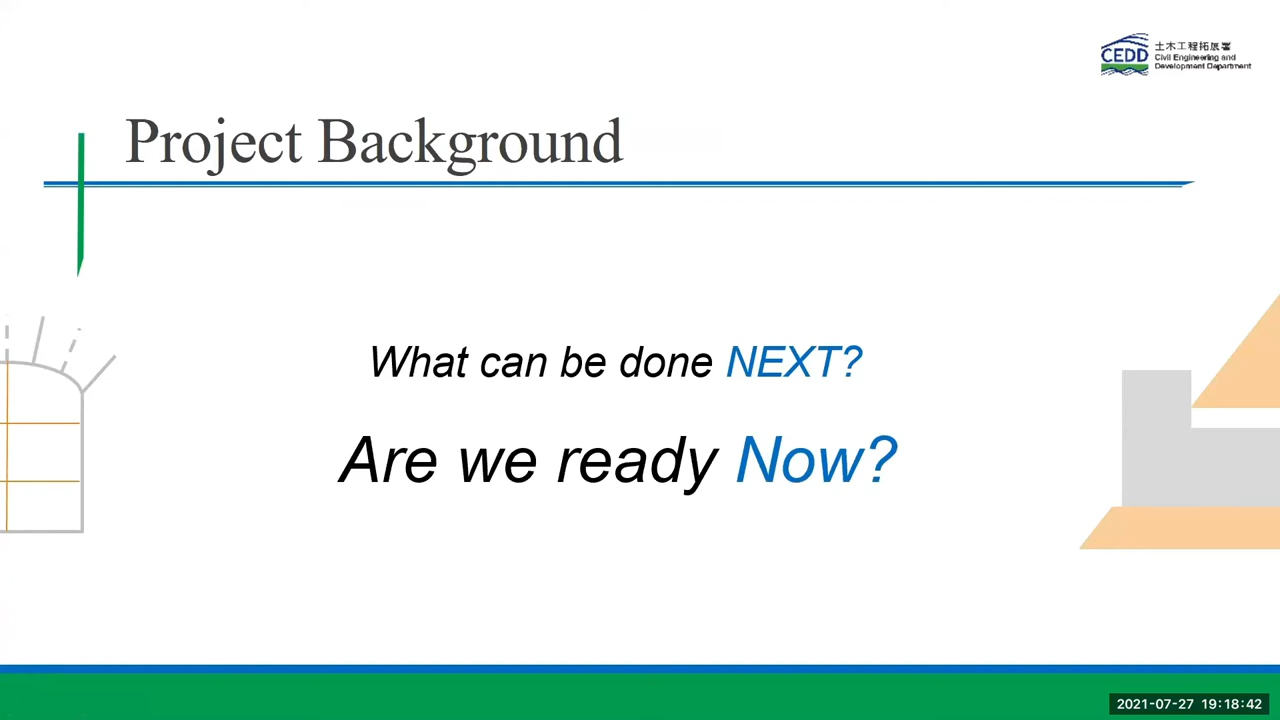 CEDD
土木工程拓展署
Civil Engineering and
Development Department
Project Background
What can be done NEXT?
Are we ready Now?
2021-07-27 19:18:42